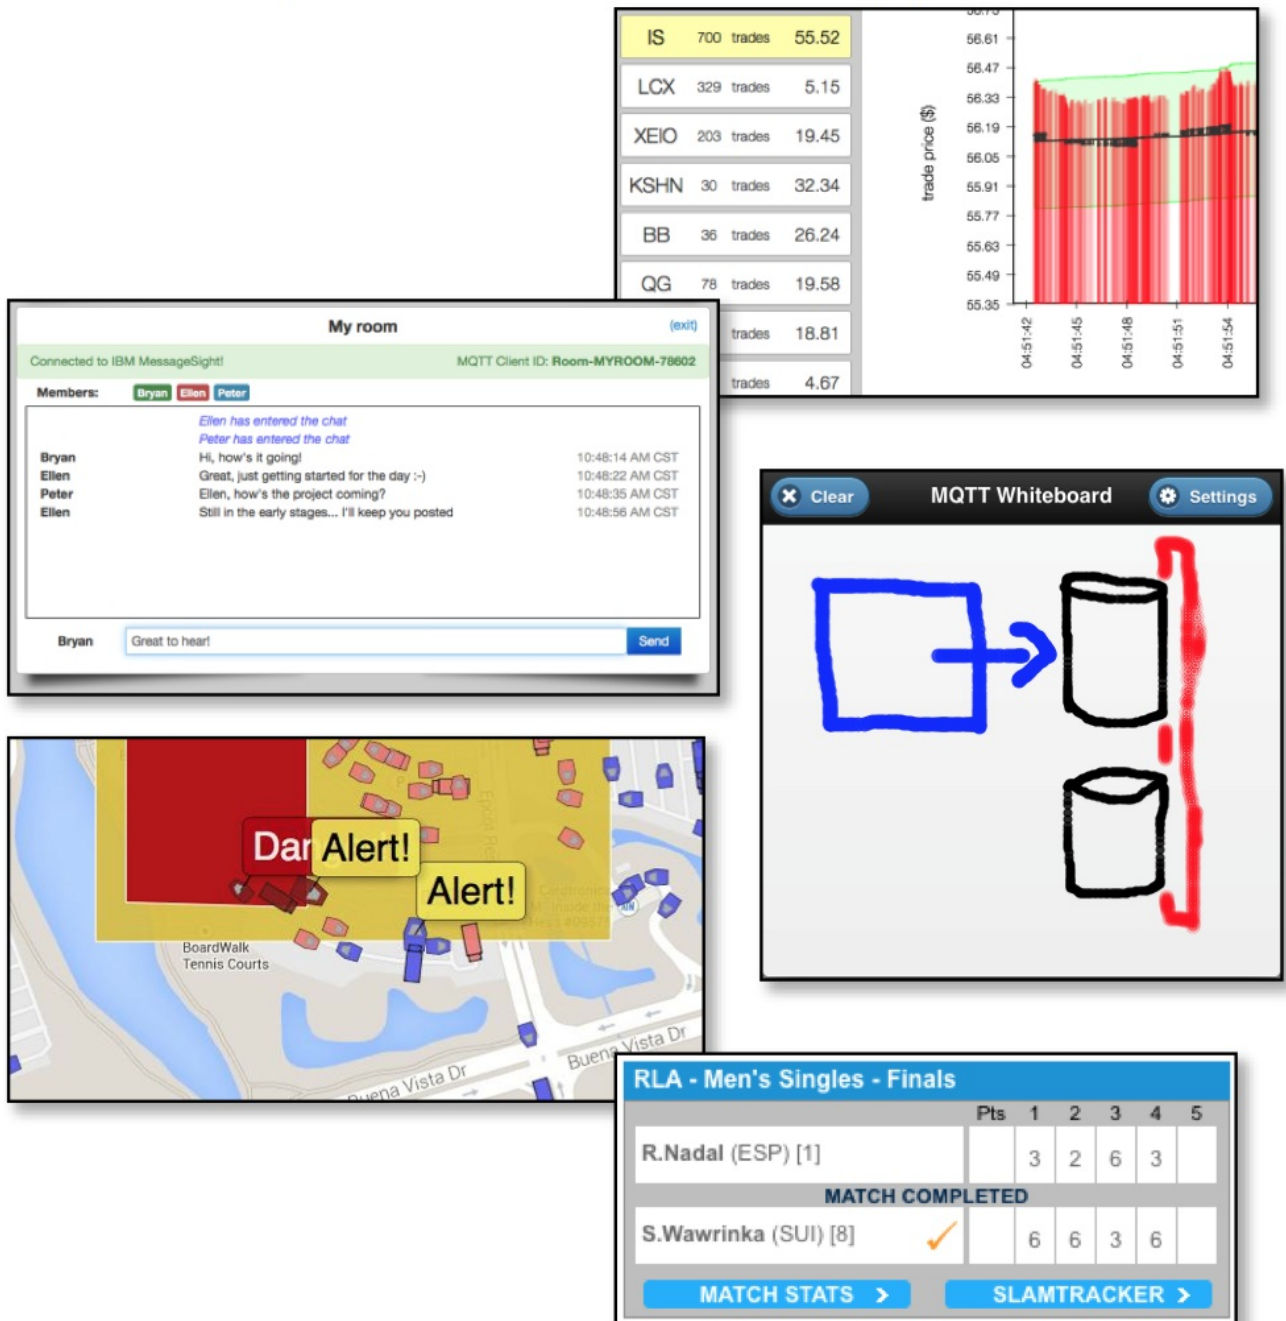 IS 700 trades 55.52
LCX 329 trades 5.15
XEIO 203 trades 19.45
KSHN 30 trades 32.34
BB 36 trades 26.24
QG 78 trades 19.58
trades 18.81
trades 4.67
trade price ($)
56.61
56.47
56.33
56.19
56.05
55.91
55.77
55.63
55.49
55.35
04:51:42
04:51:45
04:51:48
04:51:51
04:51:54
My room (exit)
Connected to IBM MessageSight! MQTT Client ID: Room-MYROOM-78602
Members: Bryan Ellen Peter
Ellen has entered the chat
Peter has entered the chat
Bryan Hi, how's it going! 10:48:14 AM CST
Ellen Great, just getting started for the day :-) 10:48:22 AM CST
Peter Ellen, how's the project coming? 10:48:35 AM CST
Ellen Still in the early stages... I'll keep you posted 10:48:56 AM CST
Bryan Great to hear! Send
Clear MQTT Whiteboard Settings
Dan
Alert!
Alert!
BoardWalk
Tennis Courts
Buena Vista Dr
Buena Vista Dr
RLA - Men's Singles - Finals
Pts 1 2 3 4 5
R.Nadal (ESP) [1] 3 2 6 3
MATCH COMPLETED
S.Wawrinka (SUI) [8] 6 6 3 6
MATCH STATS >
SLAMTRACKER >